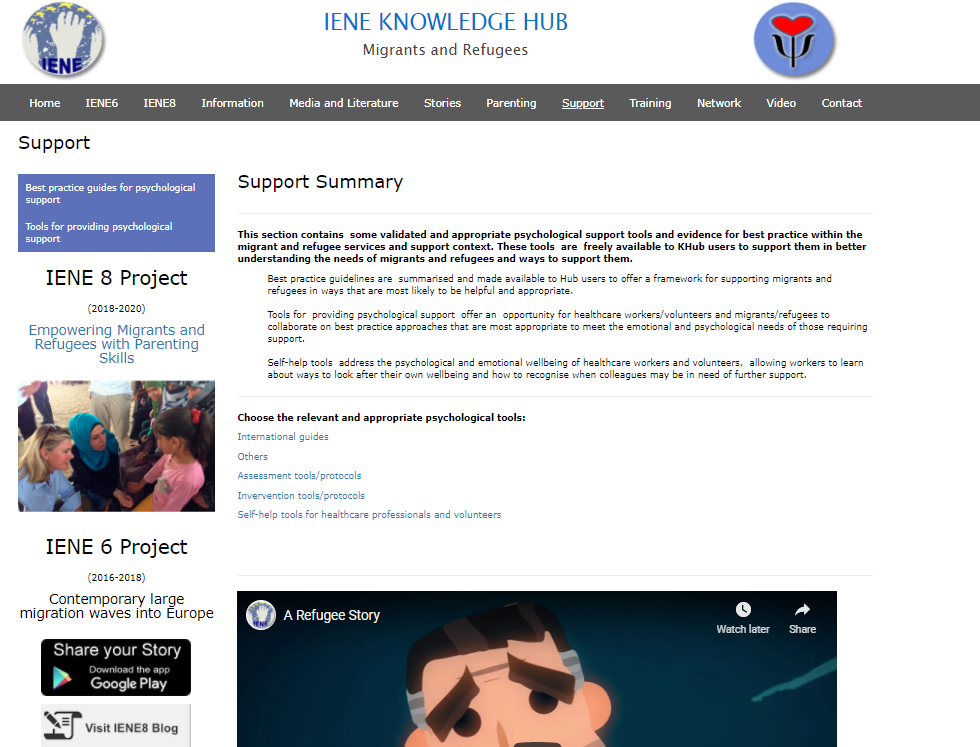 IENE
IENE KNOWLEDGE HUB
Migrants and Refugees
Home IENE6 IENE8 Information Media and Literature Stories Parenting Support Training Network Video Contact
Support
Best practice guides for psychological
support
Tools for providing psychological
support
IENE 8 Project
(2018-2020)
Empowering Migrants and
Refugees with Parenting
Skills
IENE 6 Project
(2016-2018)
Contemporary large
migration waves into Europe
Share your Story
Download the app
Google Play
Visit IENE8 Blog
Support Summary
This section contains some validated and appropriate psychological support tools and evidence for best practice within the
migrant and refugee services and support context. These tools are freely available to KHub users to support them in better
understanding the needs of migrants and refugees and ways to support them.
Best practice guidelines are summarised and made available to Hub users to offer a framework for supporting migrants and
refugees in ways that are most likely to be helpful and appropriate.
Tools for providing psychological support offer an opportunity for healthcare workers/volunteers and migrants/refugees to
collaborate on best practice approaches that are most appropriate to meet the emotional and psychological needs of those requiring
support.
Self-help tools address the psychological and emotional wellbeing of healthcare workers and volunteers, allowing workers to learn
about ways to look after their own wellbeing and how to recognise when colleagues may be in need of further support.
Choose the relevant and appropriate psychological tools:
International guides
Others
Assessment tools/protocols
Invervention tools/protocols
Self-help tools for healthcare professionals and volunteers
IENE
A Refugee Story
Watch later Share